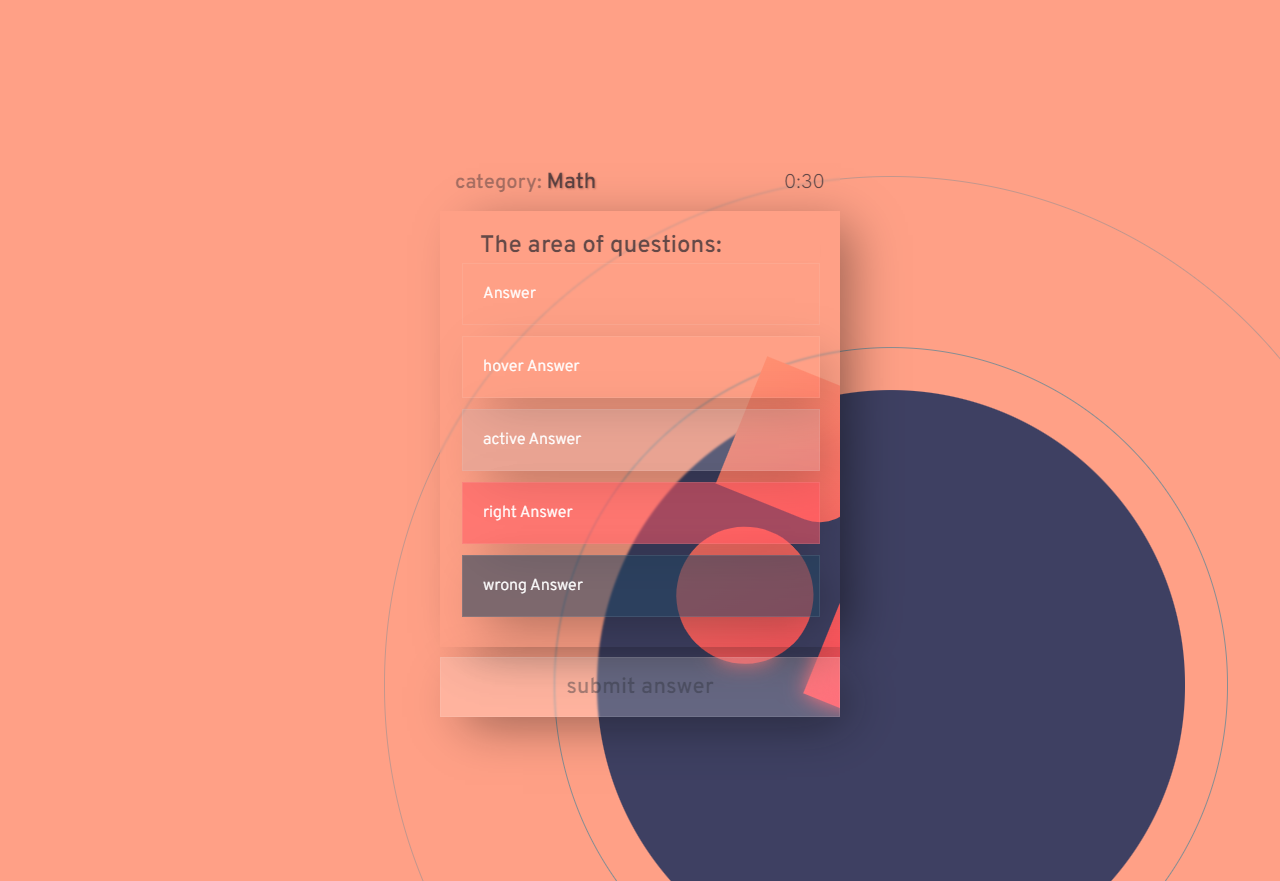 category: Math
0:30
The area of questions:
Answer
hover Answer
active Answer
right Answer
wrong Answer
submit answer